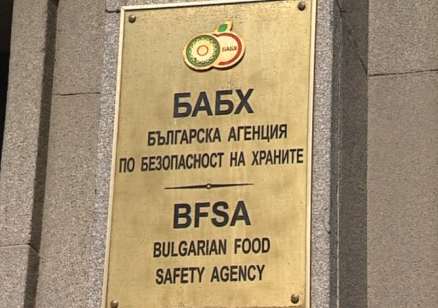 БАБХ
БАБХ
БЪЛГАРСКА АГЕНЦИЯ
ПО БЕЗОПАСНОСТ НА ХРАНИТЕ
BFSA
BULGARIAN FOOD
SAFETY AGENCY